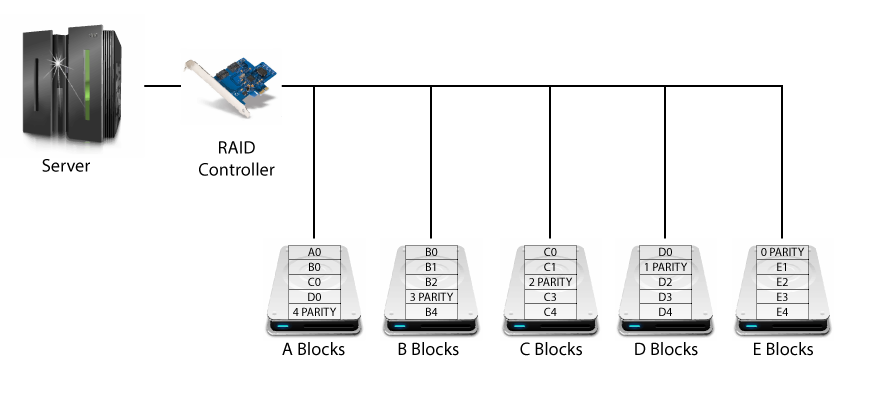 Server
RAID
Controller
A0
B0
C0
D0
4 PARITY
A Blocks
B0
B1
B2
3 PARITY
B4
B Blocks
C0
C1
2 PARITY
C3
C4
C Blocks
D0
1 PARITY
D2
D3
D4
D Blocks
0 PARITY
E1
E2
E3
E4
E Blocks